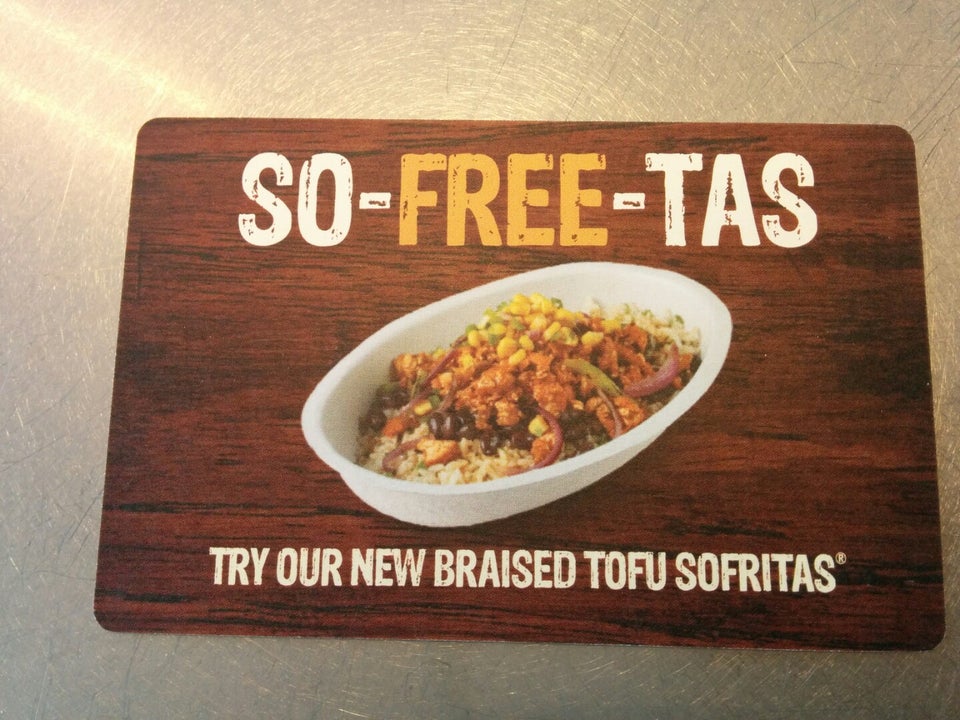 SO-FREE-TAS
TRY OUR NEW BRAISED TOFU SOFRITAS®